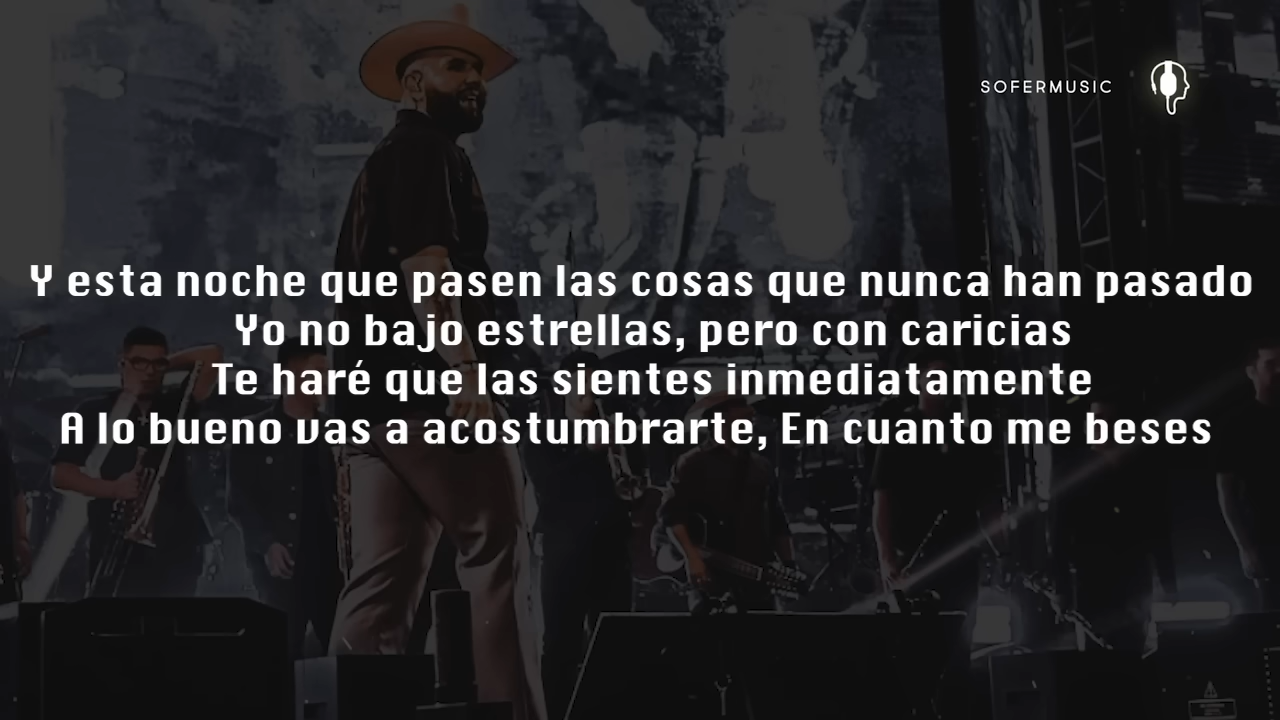 SOFERMUSIC
Y esta noche que pasen las cosas que nunca han pasado
Yo no bajo estrellas, pero con caricias
Te haré que las sientes inmediatamente
A lo bueno vas a acostumbrarte, En cuanto me beses